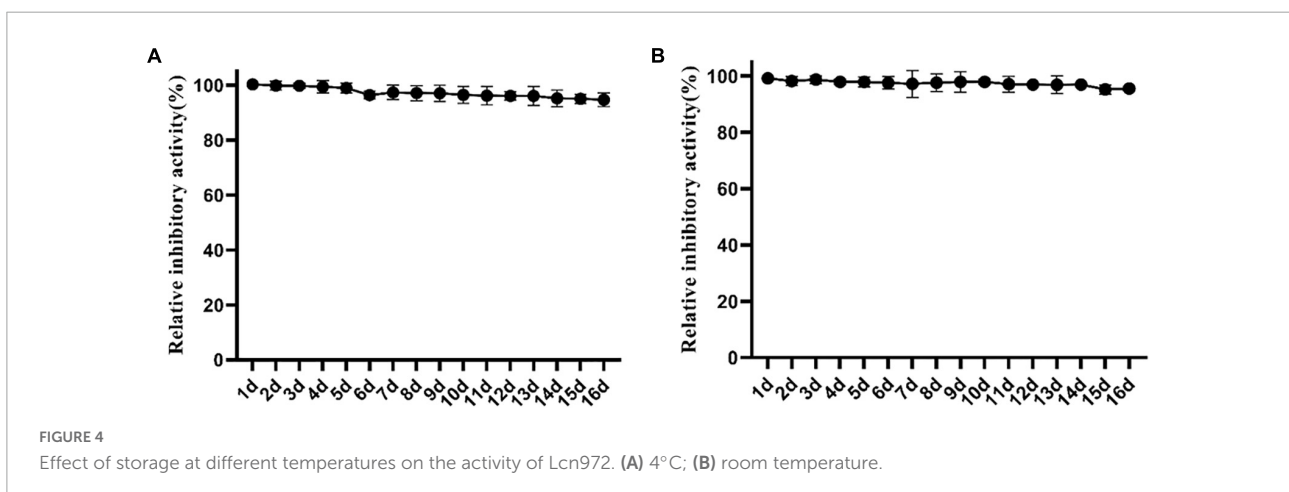 A
Relative inhibitory activity(%)
100
80
60
40
20
0
1d 2d 3d 4d 5d 6d 7d 8d 9d 10d 11d 12d 13d 14d 15d 16d
B
Relative inhibitory activity(%)
100
80
60
40
20
0
1d 2d 3d 4d 5d 6d 7d 8d 9d 10d 11d 12d 13d 14d 15d 16d
FIGURE 4
Effect of storage at different temperatures on the activity of Lcn972. (A) 4°C; (B) room temperature.